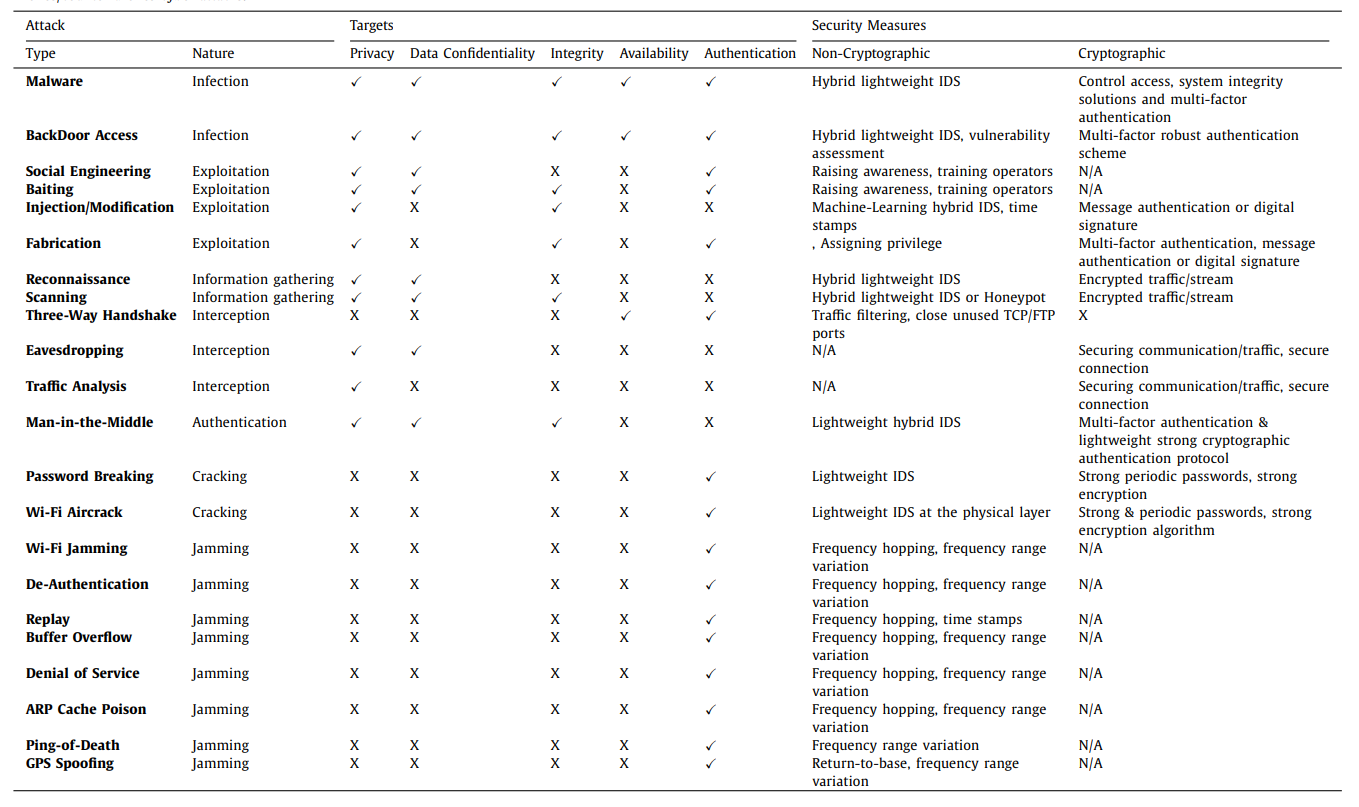 Attack Targets Security Measures
Type Nature Privacy Data Confidentiality Integrity Availability Authentication Non-Cryptographic Cryptographic
Malware Infection ✓ ✓ ✓ ✓ ✓ Hybrid lightweight IDS Control access, system integrity
solutions and multi-factor
authentication
BackDoor Access Infection ✓ ✓ ✓ ✓ ✓ Hybrid lightweight IDS, vulnerability Multi-factor robust authentication
assessment scheme
Social Engineering Exploitation ✓ ✓ X X ✓ Raising awareness, training operators N/A
Baiting Exploitation ✓ ✓ ✓ X ✓ Raising awareness, training operators N/A
Injection/Modification Exploitation ✓ X ✓ X X Machine-Learning hybrid IDS, time Message authentication or digital
stamps signature
Fabrication Exploitation ✓ X ✓ X ✓ , Assigning privilege Multi-factor authentication, message
authentication or digital signature
Reconnaissance Information gathering ✓ ✓ X X X Hybrid lightweight IDS Encrypted traffic/stream
Scanning Information gathering ✓ ✓ ✓ X X Hybrid lightweight IDS or Honeypot Encrypted traffic/stream
Three-Way Handshake Interception X X X ✓ ✓ Traffic filtering, close unused TCP/FTP X
ports
Eavesdropping Interception ✓ ✓ X X X N/A Securing communication/traffic, secure
connection
Traffic Analysis Interception ✓ X X X X N/A Securing communication/traffic, secure
connection
Man-in-the-Middle Authentication ✓ ✓ ✓ X X Lightweight hybrid IDS Multi-factor authentication &
lightweight strong cryptographic
authentication protocol
Password Breaking Cracking X X X X ✓ Lightweight IDS Strong periodic passwords, strong
encryption
Wi-Fi Aircrack Cracking X X X X ✓ Lightweight IDS at the physical layer Strong & periodic passwords, strong
encryption algorithm
Wi-Fi Jamming Jamming X X X X ✓ Frequency hopping, frequency range N/A
variation
De-Authentication Jamming X X X X ✓ Frequency hopping, frequency range N/A
variation
Replay Jamming X X X X ✓ Frequency hopping, time stamps N/A
Buffer Overflow Jamming X X X X ✓ Frequency hopping, frequency range N/A
variation
Denial of Service Jamming X X X X ✓ Frequency hopping, frequency range N/A
variation
ARP Cache Poison Jamming X X X X ✓ Frequency hopping, frequency range N/A
variation
Ping-of-Death Jamming X X X X ✓ Frequency range variation N/A
GPS Spoofing Jamming X X X X ✓ Return-to-base, frequency range N/A
variation